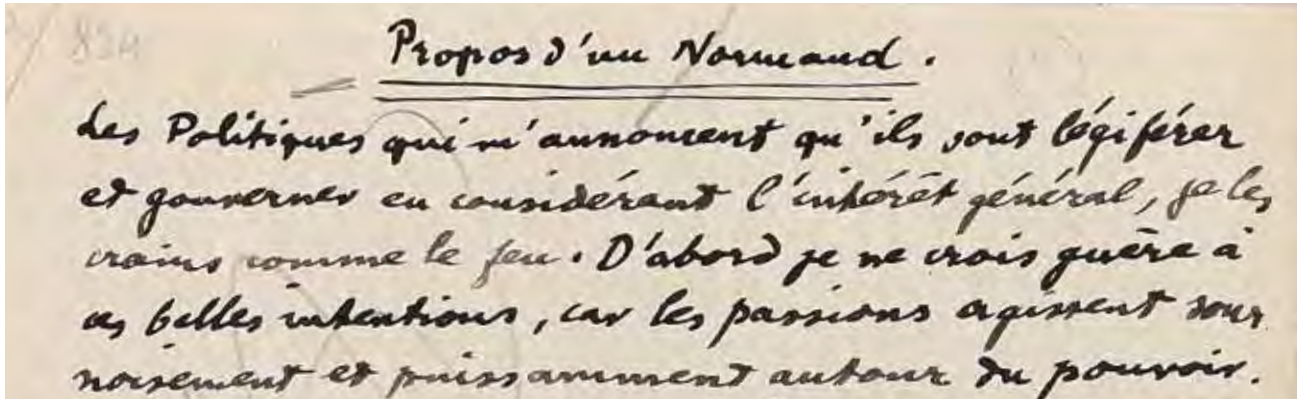 834
Propos d'un Normand.
Les Politiques qui m'annoncent qu'ils vont légiférer
et gouverner en considérant l'intérêt général, je les
crains comme le feu. D'abord je ne crois guère à
ces belles intentions, car les passions agissent sour
noisement et puissamment autour du pouvoir.